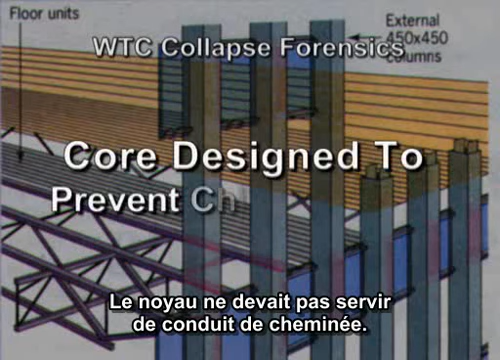 Floor units
External
450x450
columns
WTC Collapse Forensics
Core Designed To
Prevent Ch
Le noyau ne devait pas servir
de conduit de cheminée.